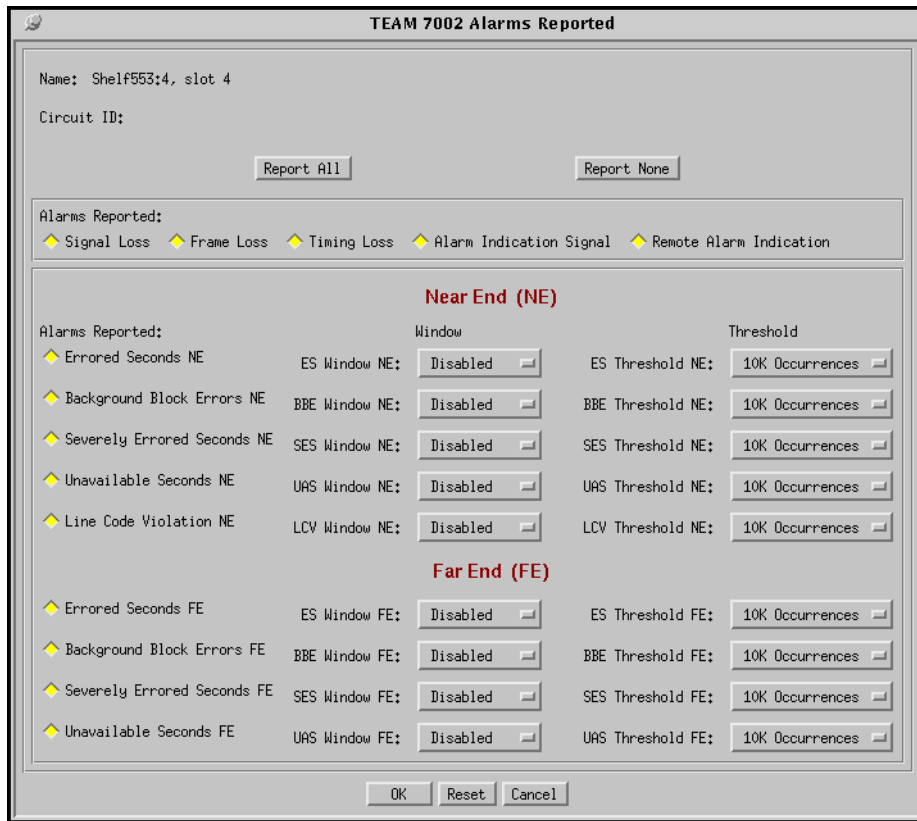 TEAM 7002 Alarms Reported
Name: Shelf553:4, slot 4
Circuit ID:
Report All Report None
Alarms Reported:
Signal Loss Frame Loss Timing Loss Alarm Indication Signal Remote Alarm Indication
Near End (NE)
Alarms Reported: Window Threshold
Errored Seconds NE ES Window NE: Disabled ES Threshold NE: 10K Occurrences
Background Block Errors NE BBE Window NE: Disabled BBE Threshold NE: 10K Occurrences
Severely Errored Seconds NE SES Window NE: Disabled SES Threshold NE: 10K Occurrences
Unavailable Seconds NE UAS Window NE: Disabled UAS Threshold NE: 10K Occurrences
Line Code Violation NE LCV Window NE: Disabled LCV Threshold NE: 10K Occurrences
Far End (FE)
Errored Seconds FE ES Window FE: Disabled ES Threshold FE: 10K Occurrences
Background Block Errors FE BBE Window FE: Disabled BBE Threshold FE: 10K Occurrences
Severely Errored Seconds FE SES Window FE: Disabled SES Threshold FE: 10K Occurrences
Unavailable Seconds FE UAS Window FE: Disabled UAS Threshold FE: 10K Occurrences
OK Reset Cancel